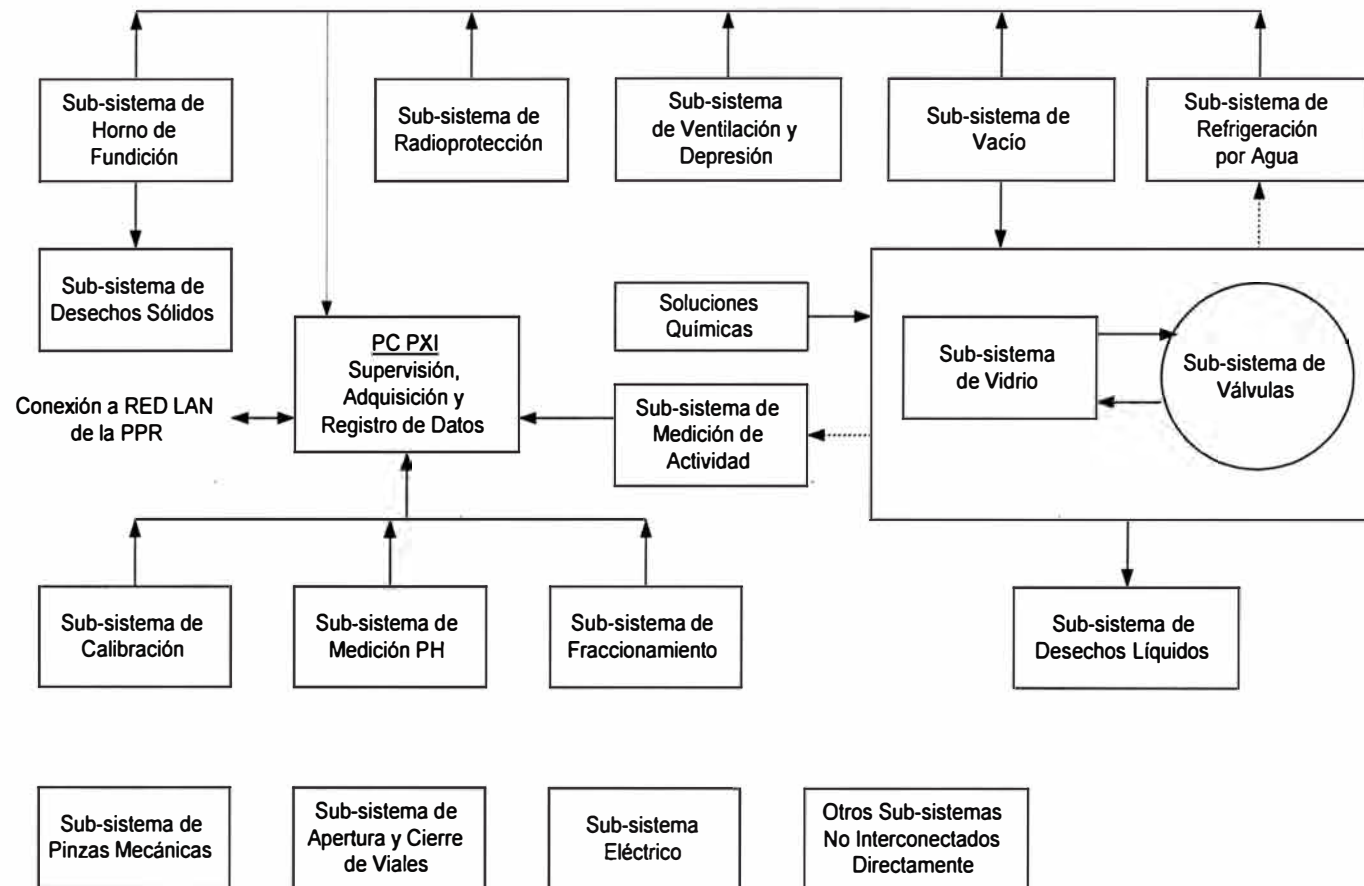 Sub-sistema de
Horno de
Fundición
Sub-sistema de
Radioprotección
Sub-sistema
de Ventilación y
Depresión
Sub-sistema de
Vacío
Sub-sistema de
Refrigeración
por Agua
Sub-sistema de
Desechos Sólidos
PC PXI
Supervisión,
Adquisición y
Registro de Datos
Soluciones
Químicas
Sub-sistema
de Vidrio
Sub-sistema de
Válvulas
Conexión a RED LAN
de la PPR
Sub-sistema de
Medición de
Actividad
Sub-sistema de
Calibración
Sub-sistema de
Medición PH
Sub-sistema de
Fraccionamiento
Sub-sistema de
Desechos Líquidos
Sub-sistema de
Pinzas Mecánicas
Sub-sistema de
Apertura y Cierre
de Viales
Sub-sistema
Eléctrico
Otros Sub-sistemas
No Interconectados
Directamente